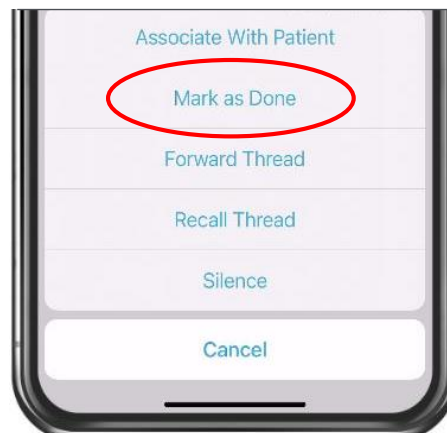 Associate With Patient
Mark as Done
Forward Thread
Recall Thread
Silence
Cancel